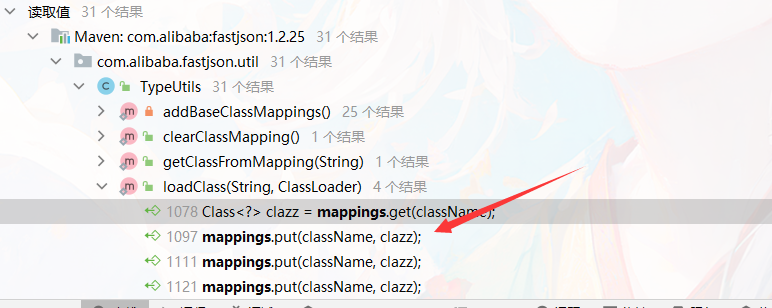 读取值 31 个结果
Maven: com.alibaba:fastjson:1.2.25 31 个结果
com.alibaba.fastjson.util 31 个结果
TypeUtils 31 个结果
addBaseClassMappings() 25 个结果
clearClassMapping() 1 个结果
getClassFromMapping(String) 1 个结果
loadClass(String, ClassLoader) 4 个结果
1078 Class<?> clazz = mappings.get(className);
1097 mappings.put(className, clazz);
1111 mappings.put(className, clazz);
1121 mappings.put(className, clazz);